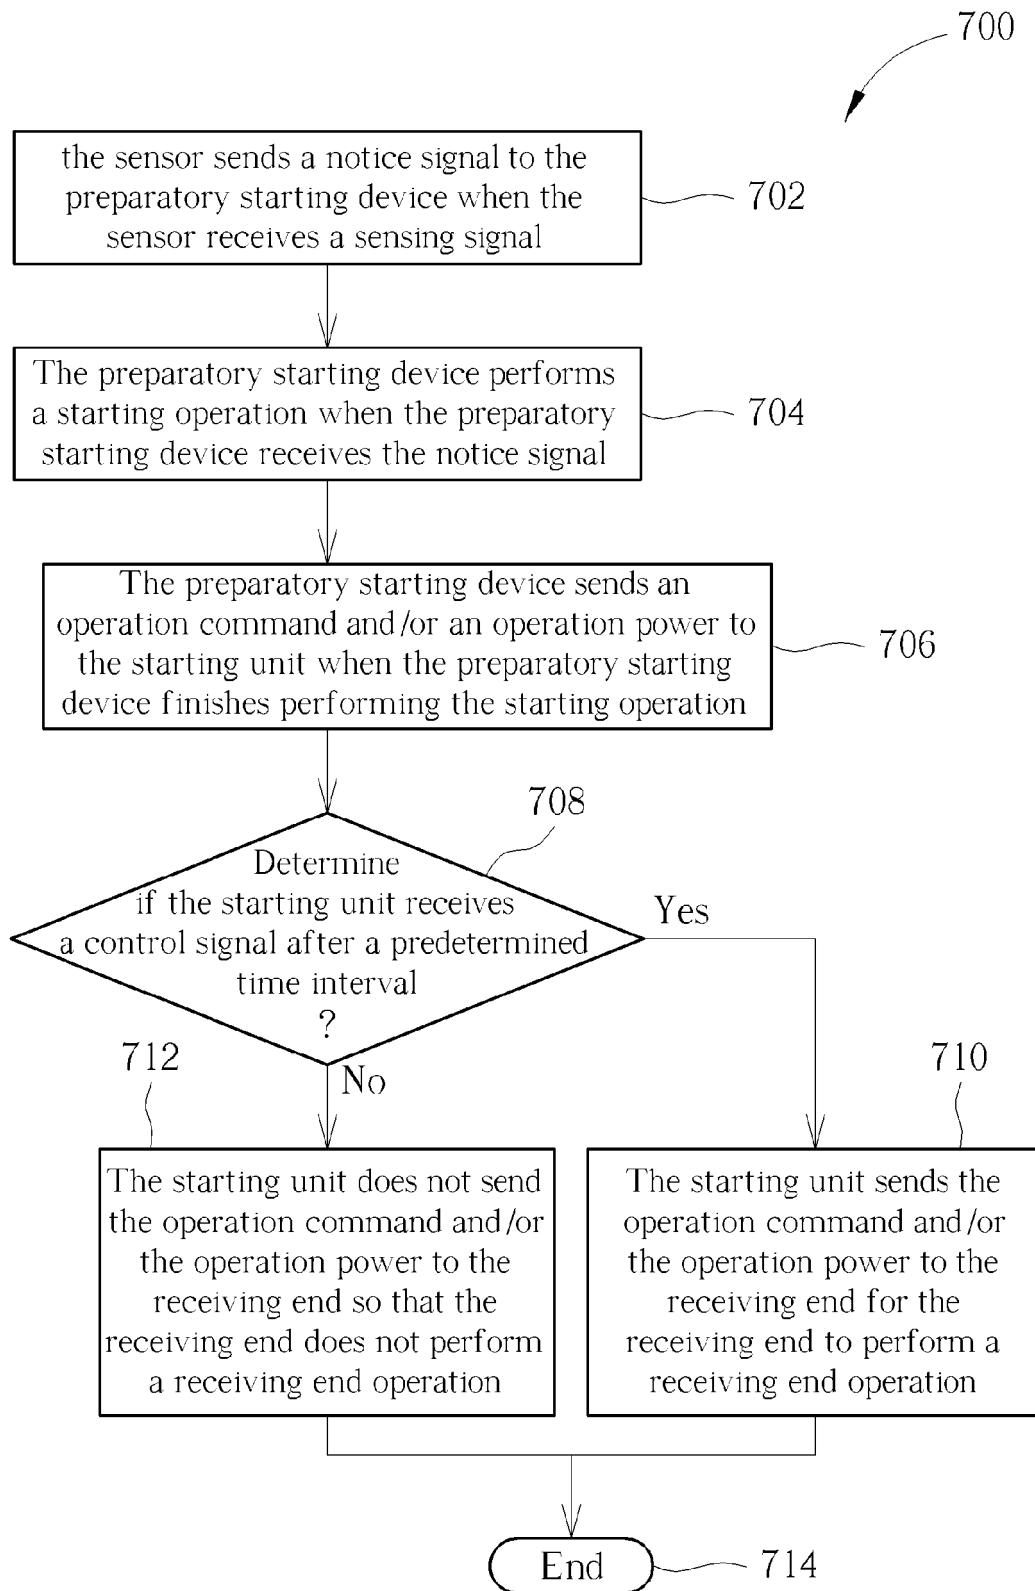 700
the sensor sends a notice signal to the
preparatory starting device when the
sensor receives a sensing signal
702
The preparatory starting device performs
a starting operation when the preparatory
starting device receives the notice signal
704
The preparatory starting device sends an
operation command and/or an operation power to
the starting unit when the preparatory starting
device finishes performing the starting operation
706
708
Determine
if the starting unit receives
a control signal after a predetermined
time interval
?
Yes
No
712
The starting unit does not send
the operation command and/or
the operation power to the
receiving end so that the
receiving end does not perform
a receiving end operation
710
The starting unit sends the
operation command and/or
the operation power to the
receiving end for the
receiving end to perform a
receiving end operation
End
714